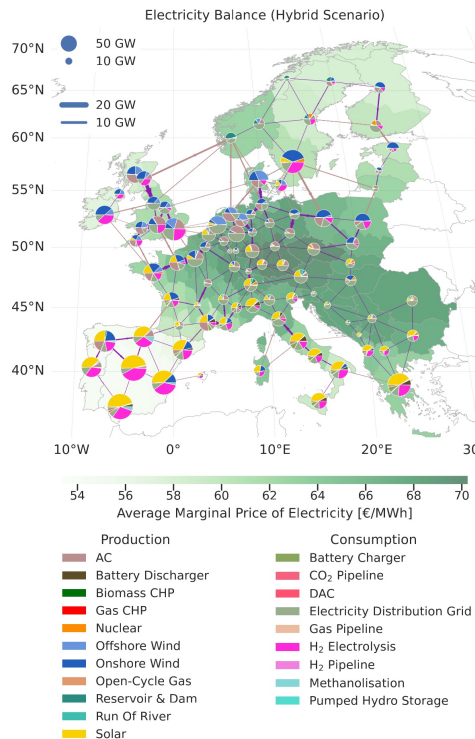 Electricity Balance (Hybrid Scenario)
70°N
65°N
60°N
55°N
50°N
45°N
40°N
50 GW
10 GW
20 GW
10 GW
10°W
0°
10°E
20°E
30°E
54 56 58 60 62 64 66 68 70
Average Marginal Price of Electricity [€/MWh]
Production
AC
Battery Discharger
Biomass CHP
Gas CHP
Nuclear
Offshore Wind
Onshore Wind
Open-Cycle Gas
Reservoir & Dam
Run Of River
Solar
Consumption
Battery Charger
CO₂ Pipeline
DAC
Electricity Distribution Grid
Gas Pipeline
H₂ Electrolysis
H₂ Pipeline
Methanolisation
Pumped Hydro Storage